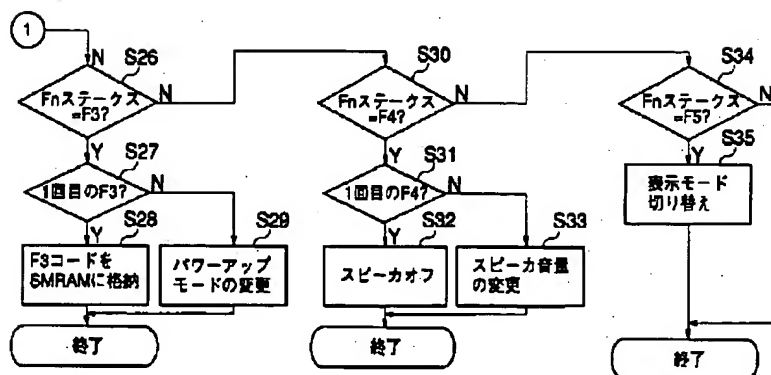 1
S26
N
Fnステータス
=F3?
N
Y
S27
1回目のF3?
N
Y
S28
F3コードを
SMRAMに格納
S29
パワーアップ
モードの変更
終了
S30
Fnステータス
=F4?
N
Y
S31
1回目のF4?
N
Y
S32
スピーカオフ
S33
スピーカ音量
の変更
終了
S34
Fnステータス
=F5?
N
Y
S35
表示モード
切り替え
終了